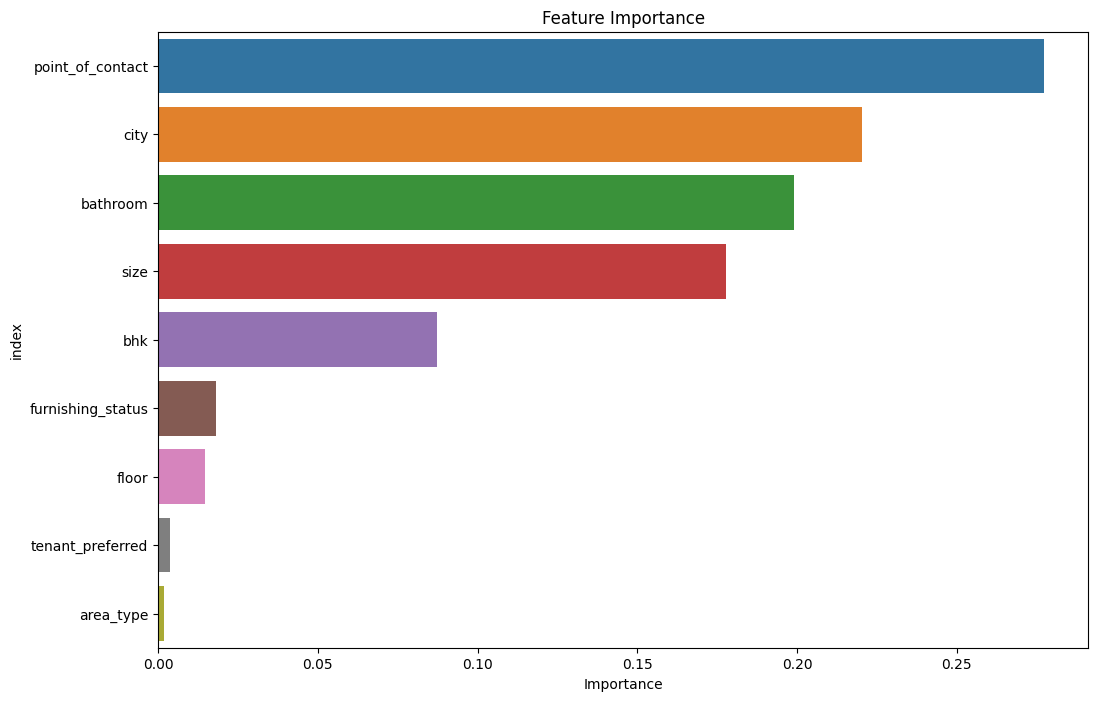 Feature Importance
point_of_contact
city
bathroom
size
bhk
furnishing_status
floor
tenant_preferred
area_type
index
0.00 0.05 0.10 0.15 0.20 0.25
Importance